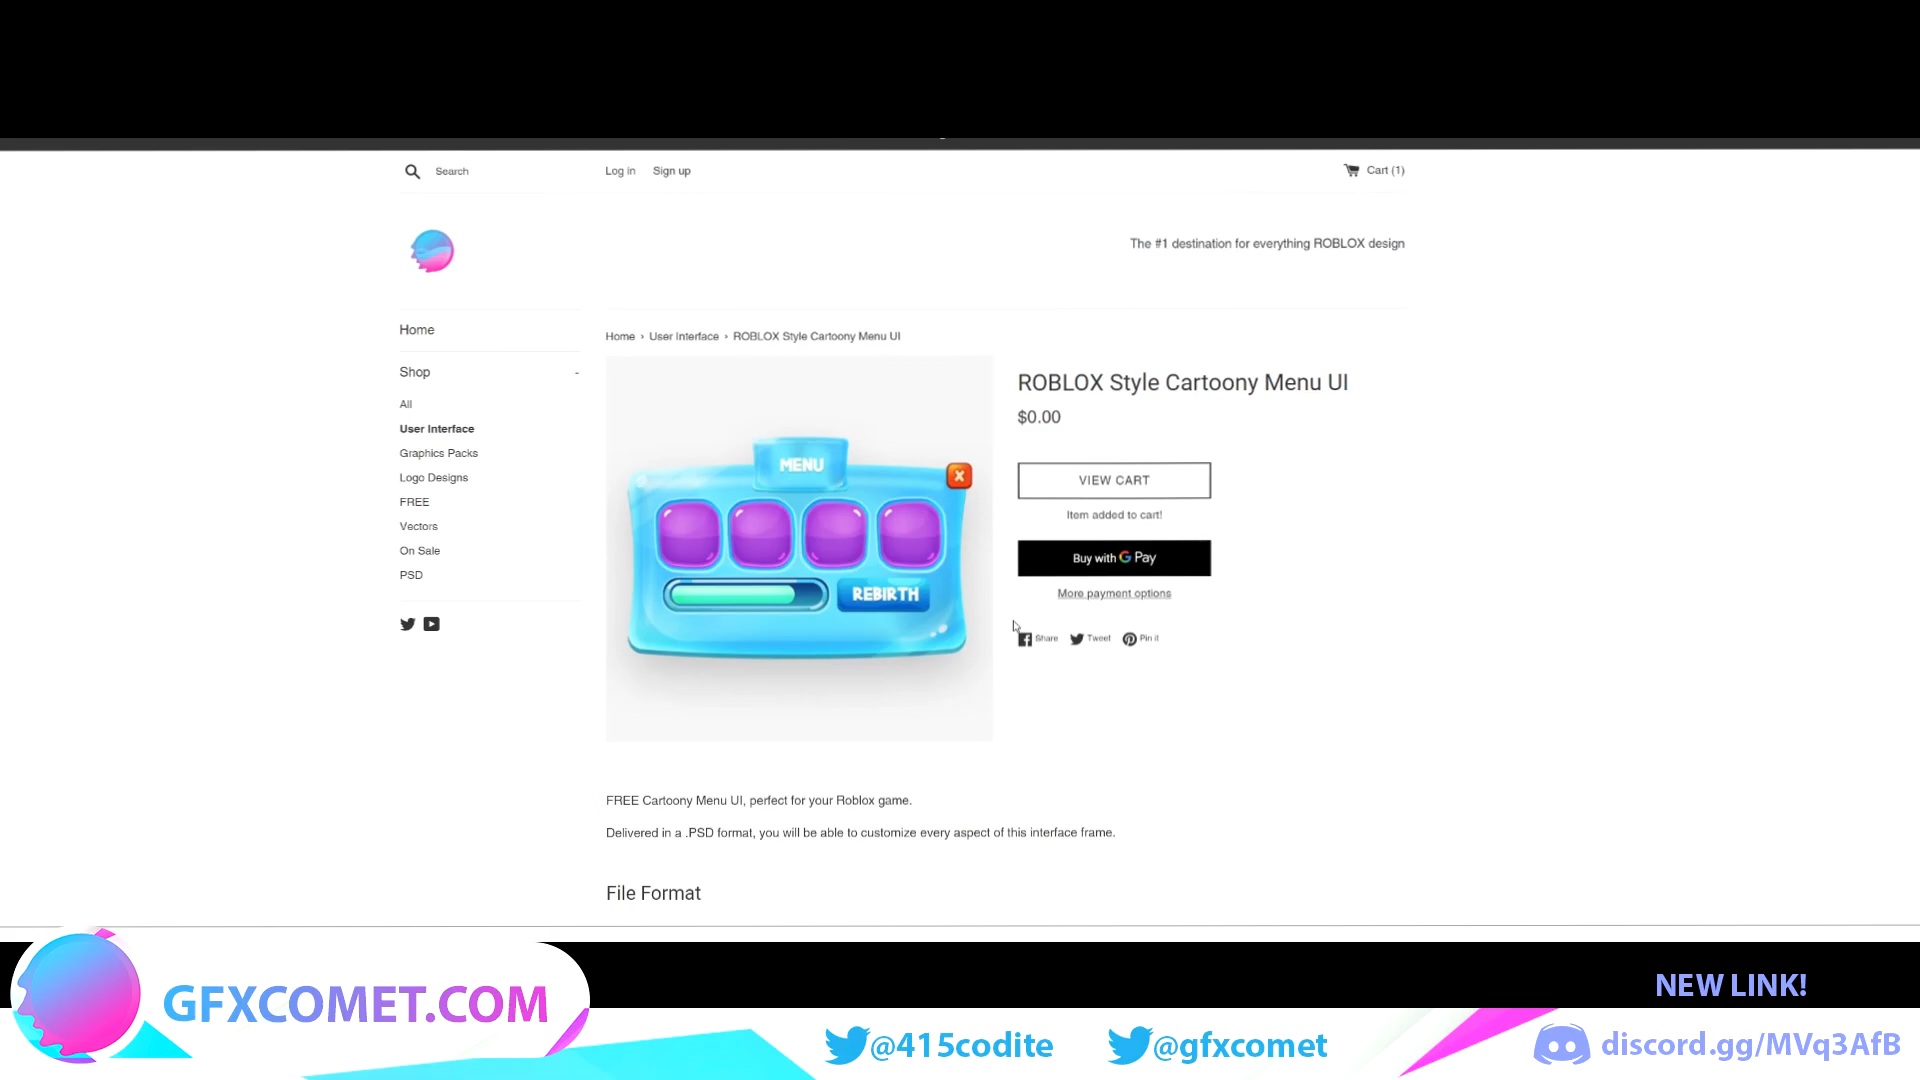 Search
Log in
Sign up
Cart (1)
The #1 destination for everything ROBLOX design
Home
Shop
-
All
User Interface
Graphics Packs
Logo Designs
FREE
Vectors
On Sale
PSD
Home › User Interface › ROBLOX Style Cartoony Menu UI
MENU
X
REBIRTH
ROBLOX Style Cartoony Menu UI
$0.00
VIEW CART
Item added to cart!
Buy with G Pay
More payment options
Share
Tweet
Pin it
FREE Cartoony Menu UI, perfect for your Roblox game.
Delivered in a .PSD format, you will be able to customize every aspect of this interface frame.
File Format
GFXCOMET.COM
@415codite
@gfxcomet
NEW LINK!
discord.gg/MVq3AfB